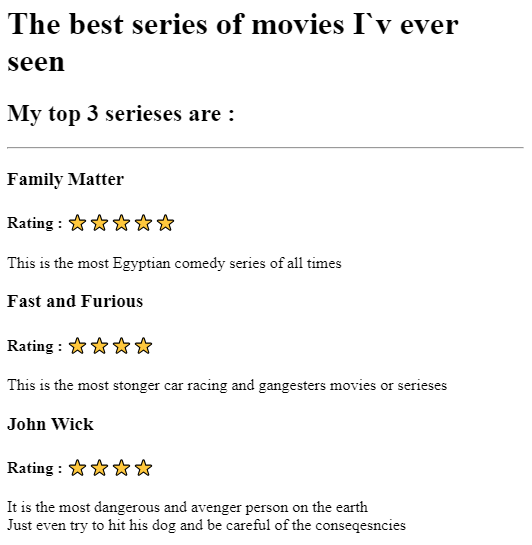 The best series of movies I`v ever
seen
My top 3 serieses are :
Family Matter
Rating : ⭐⭐⭐⭐⭐
This is the most Egyptian comedy series of all times
Fast and Furious
Rating : ⭐⭐⭐⭐
This is the most stonger car racing and gangesters movies or serieses
John Wick
Rating : ⭐⭐⭐⭐
It is the most dangerous and avenger person on the earth
Just even try to hit his dog and be careful of the conseqesncies